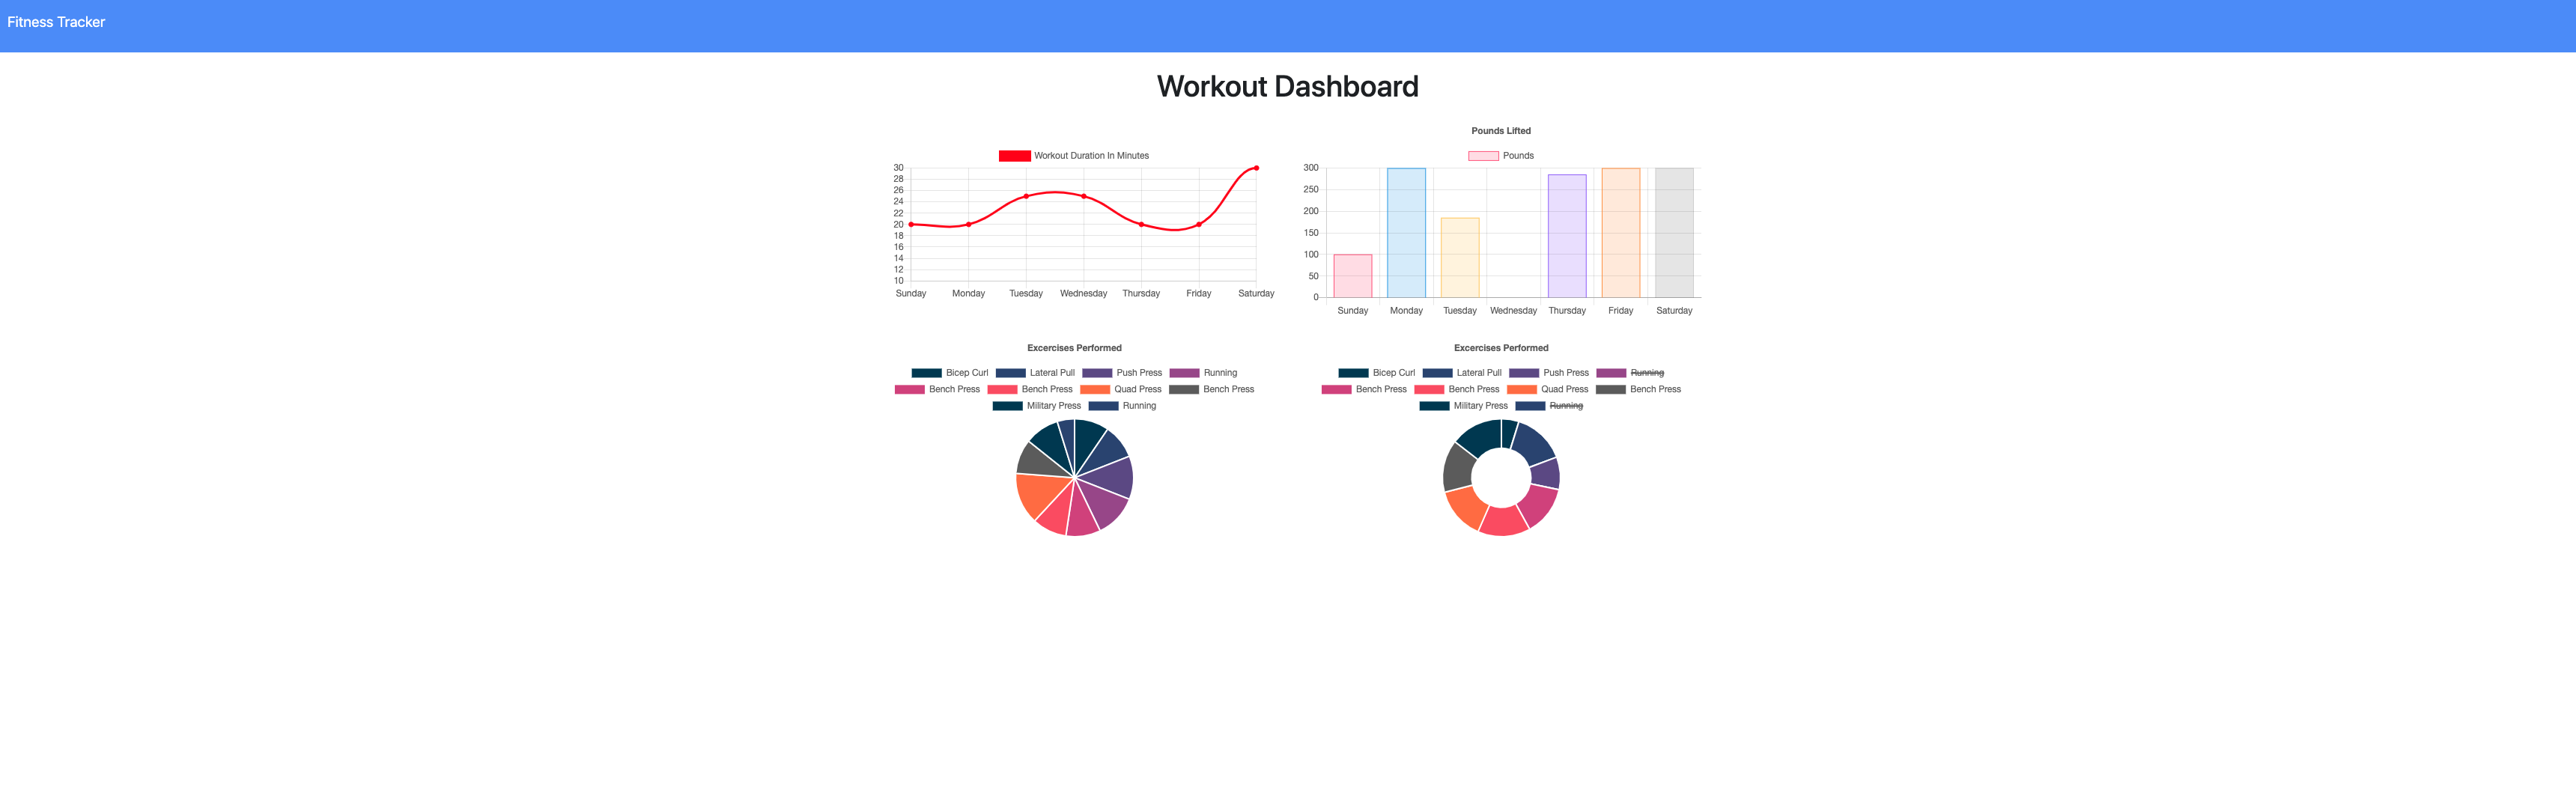 Fitness Tracker
Workout Dashboard
Workout Duration In Minutes
30
28
26
24
22
20
18
16
14
12
10
Sunday Monday Tuesday Wednesday Thursday Friday Saturday
Pounds Lifted
Pounds
300
250
200
150
100
50
0
Sunday Monday Tuesday Wednesday Thursday Friday Saturday
Excercises Performed
Bicep Curl Lateral Pull Push Press Running
Bench Press Bench Press Quad Press Bench Press
Military Press Running
Excercises Performed
Bicep Curl Lateral Pull Push Press Running
Bench Press Bench Press Quad Press Bench Press
Military Press Running